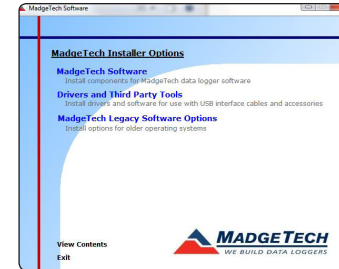 MadgeTech Software
MadgeTech Installer Options
MadgeTech Software
Install components for MadgeTech data logger software
Drivers and Third Party Tools
Install drivers and software for use with USB interface cables and accessories
MadgeTech Legacy Software Options
Install options for older operating systems
View Contents
Exit
MADGETECH
WE BUILD DATA LOGGERS